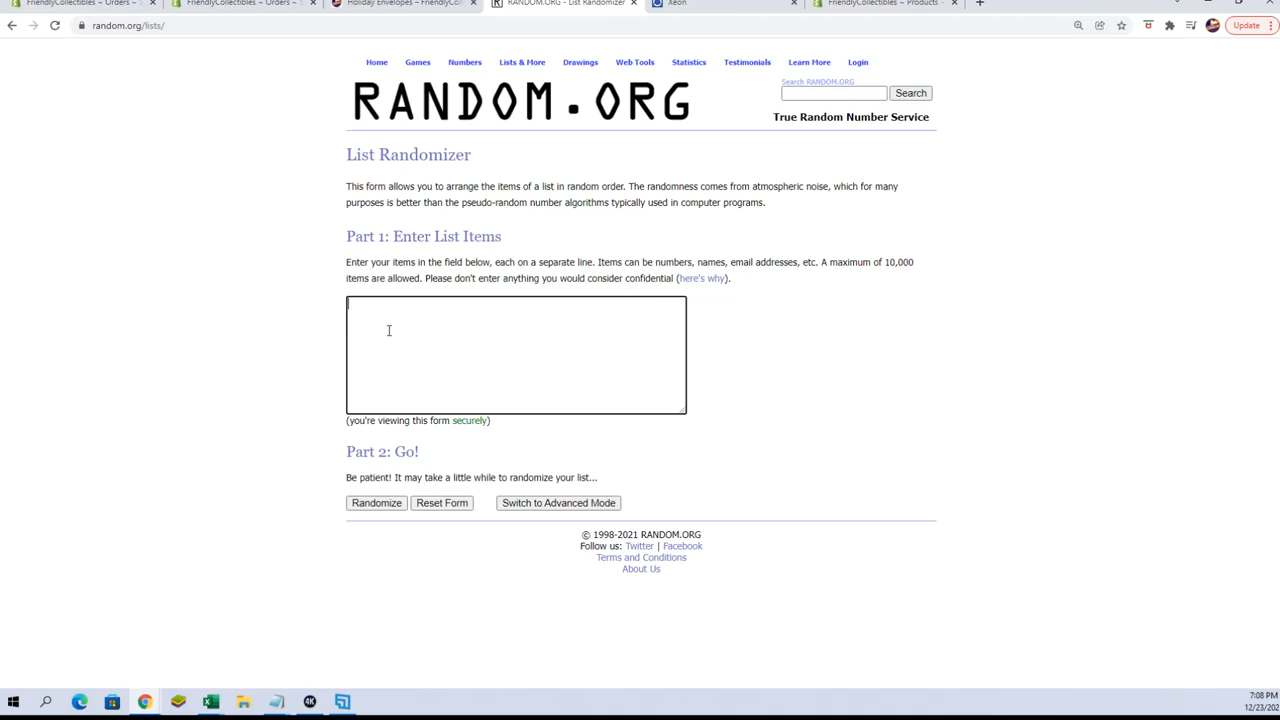 FriendlyCollectibles ~ Orders ~ S
FriendlyCollectibles ~ Orders ~ S
Holiday Envelopes – FriendlyColl
RANDOM.ORG - List Randomizer
Xeon
FriendlyCollectibles ~ Products ~
random.org/lists/
Update
Home Games Numbers Lists & More Drawings Web Tools Statistics Testimonials Learn More Login
RANDOM.ORG
Search RANDOM.ORG
Search
True Random Number Service
List Randomizer
This form allows you to arrange the items of a list in random order. The randomness comes from atmospheric noise, which for many
purposes is better than the pseudo-random number algorithms typically used in computer programs.
Part 1: Enter List Items
Enter your items in the field below, each on a separate line. Items can be numbers, names, email addresses, etc. A maximum of 10,000
items are allowed. Please don't enter anything you would consider confidential (here's why).
(you're viewing this form securely)
Part 2: Go!
Be patient! It may take a little while to randomize your list...
Randomize Reset Form Switch to Advanced Mode
© 1998-2021 RANDOM.ORG
Follow us: Twitter | Facebook
Terms and Conditions
About Us
4K
7:08 PM
12/23/202